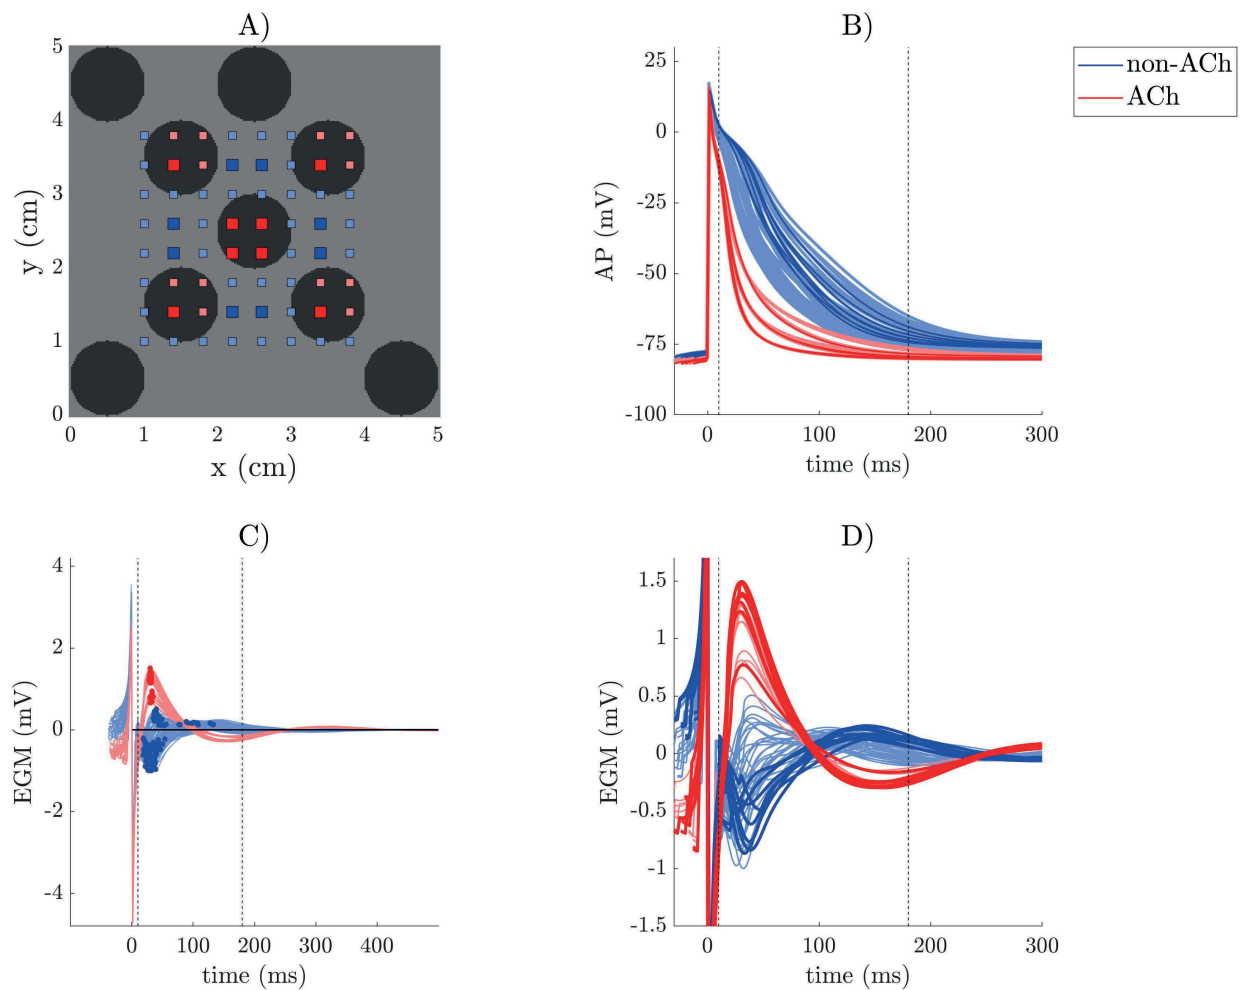 A)
5
4
3
2
1
0
y (cm)
0 1 2 3 4 5
x (cm)
B)
25
0
-25
-50
-75
-100
AP (mV)
0 100 200 300
time (ms)
non-ACh
ACh
C)
4
2
0
-2
-4
EGM (mV)
0 100 200 300 400
time (ms)
D)
1.5
1
0.5
0
-0.5
-1
-1.5
EGM (mV)
0 100 200 300
time (ms)